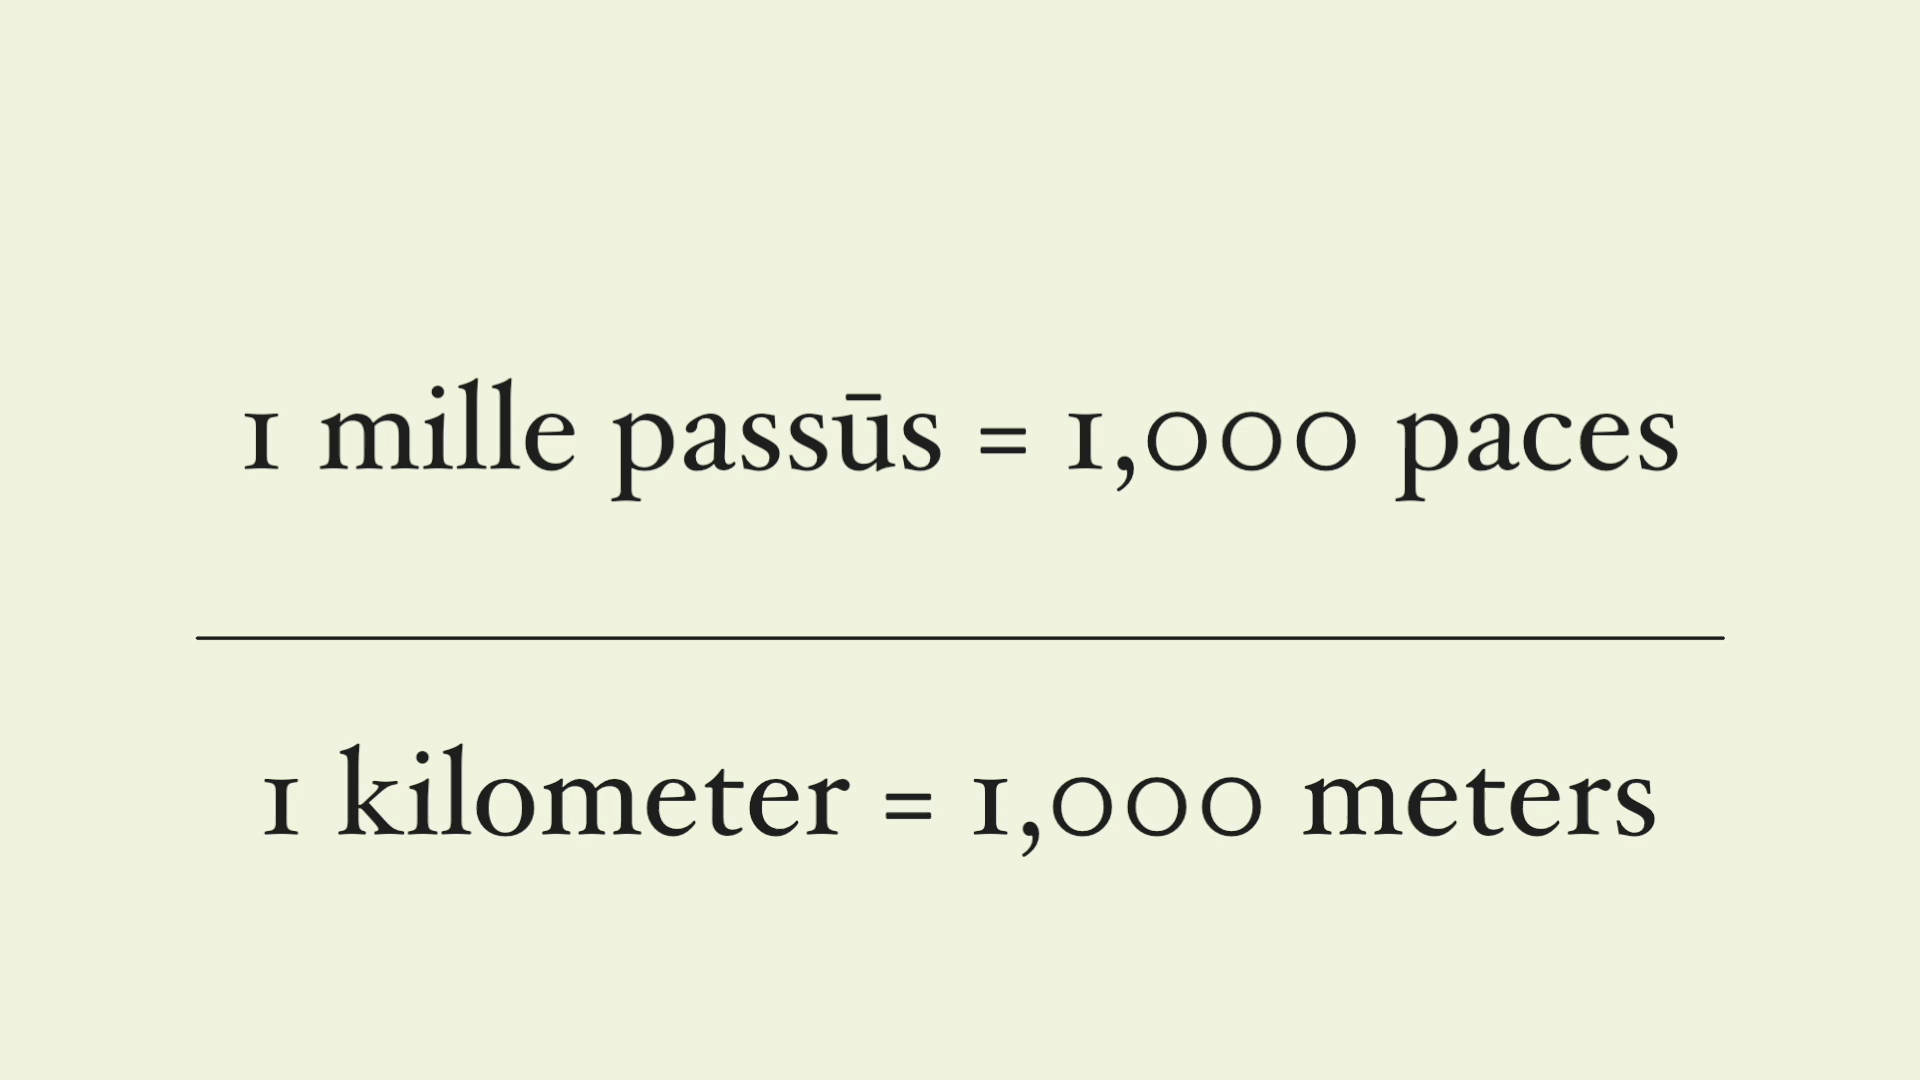 1 mille passūs = 1,000 paces
1 kilometer = 1,000 meters